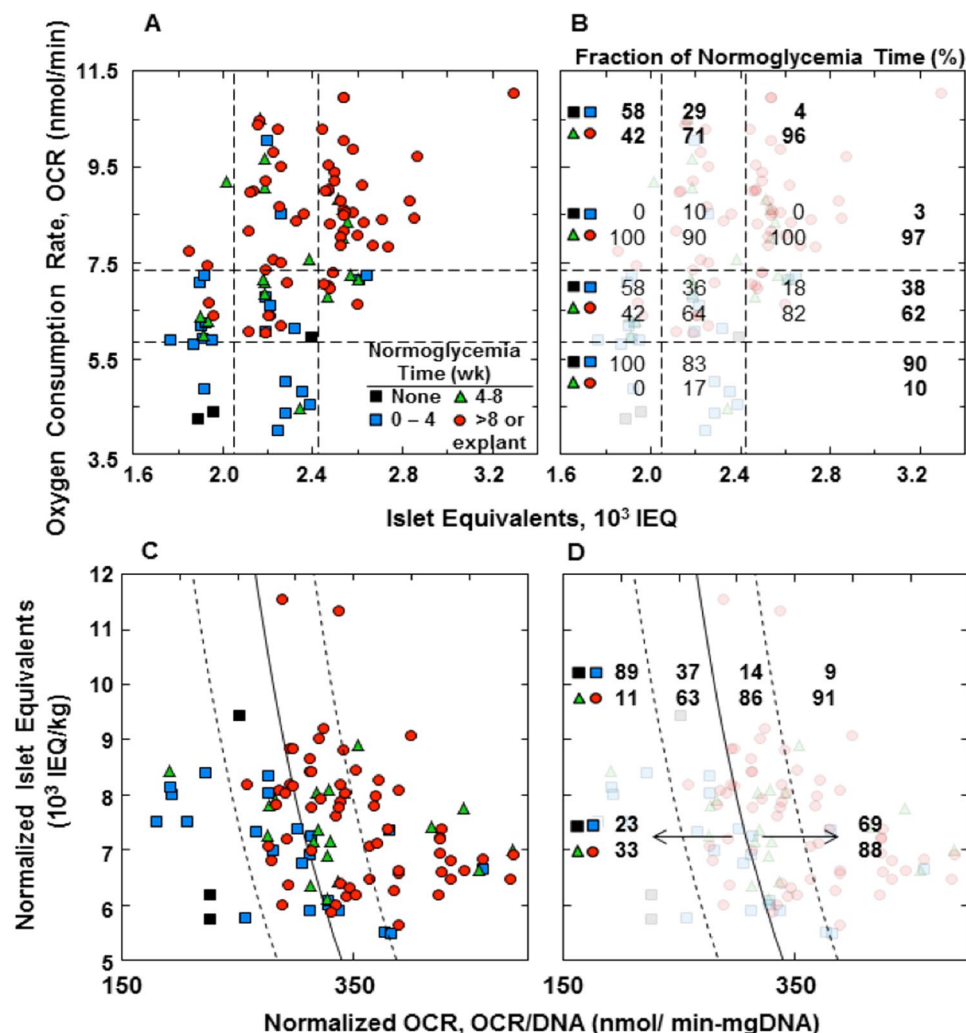 A
B
Fraction of Normoglycemia Time (%)
Oxygen Consumption Rate, OCR (nmol/min)
11.5
9.5
7.5
5.5
3.5
58 29 4
42 71 96
0 10 0 3
100 90 100 97
58 36 18 38
42 64 82 62
100 83 90
0 17 10
Normoglycemia
Time (wk)
None 4-8
0 – 4 >8 or
explant
1.6 2.0 2.4 2.8 3.2
1.6 2.0 2.4 2.8 3.2
Islet Equivalents, 10³ IEQ
C
D
Normalized Islet Equivalents
(10³ IEQ/kg)
12
11
10
9
8
7
6
5
89 37 14 9
11 63 86 91
23 69
33 88
150 350
150 350
Normalized OCR, OCR/DNA (nmol/ min-mgDNA)